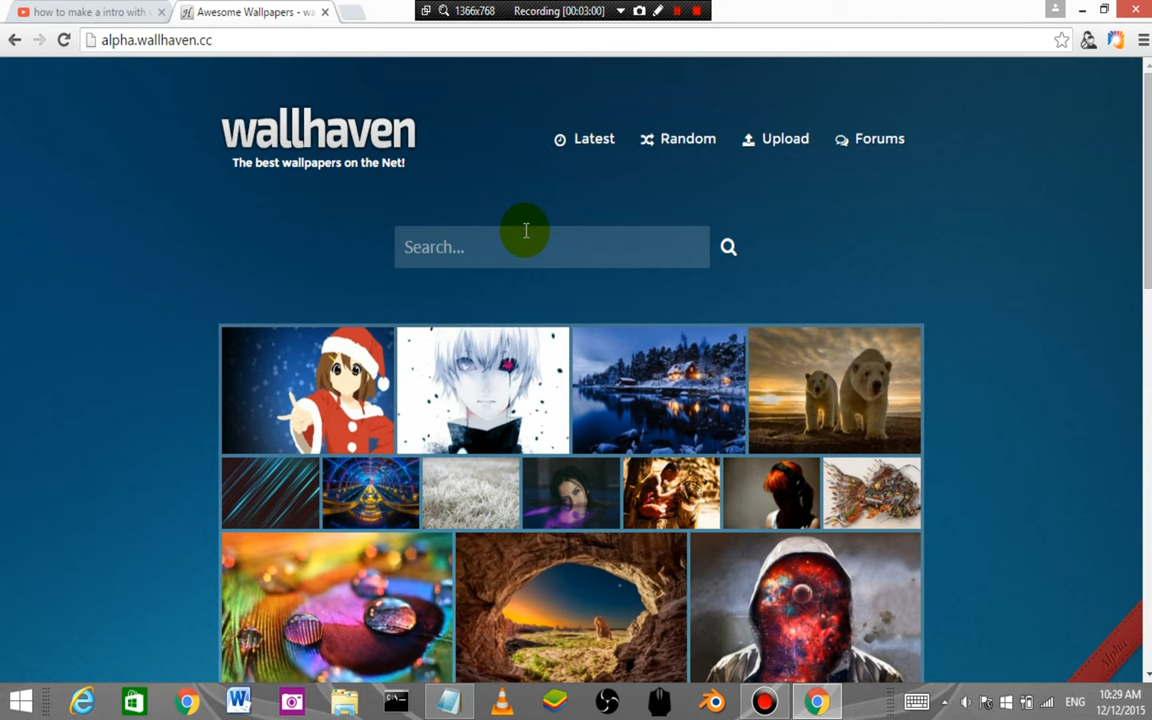 how to make a intro with
Awesome Wallpapers - wa
1366x768
Recording [00:03:00]
alpha.wallhaven.cc
wallhaven
The best wallpapers on the Net!
Latest
Random
Upload
Forums
Search...
Alpha
ENG
10:29 AM
12/12/2015